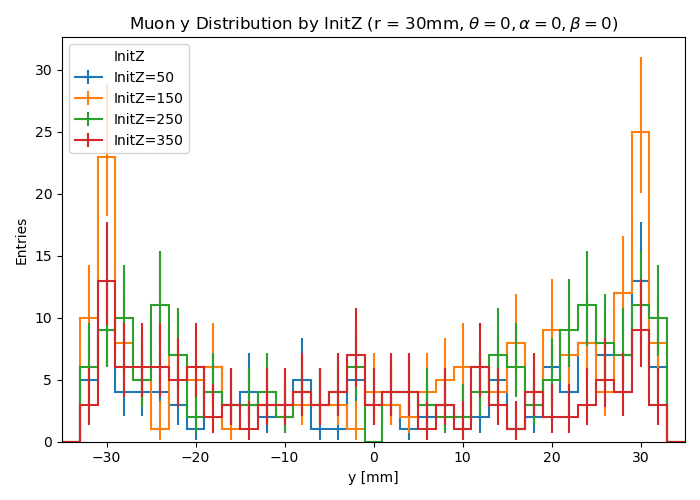 Muon y Distribution by InitZ (r = 30mm, θ = 0, α = 0, β = 0)
InitZ
InitZ=50
InitZ=150
InitZ=250
InitZ=350
Entries
30
25
20
15
10
5
0
−30 −20 −10 0 10 20 30
y [mm]